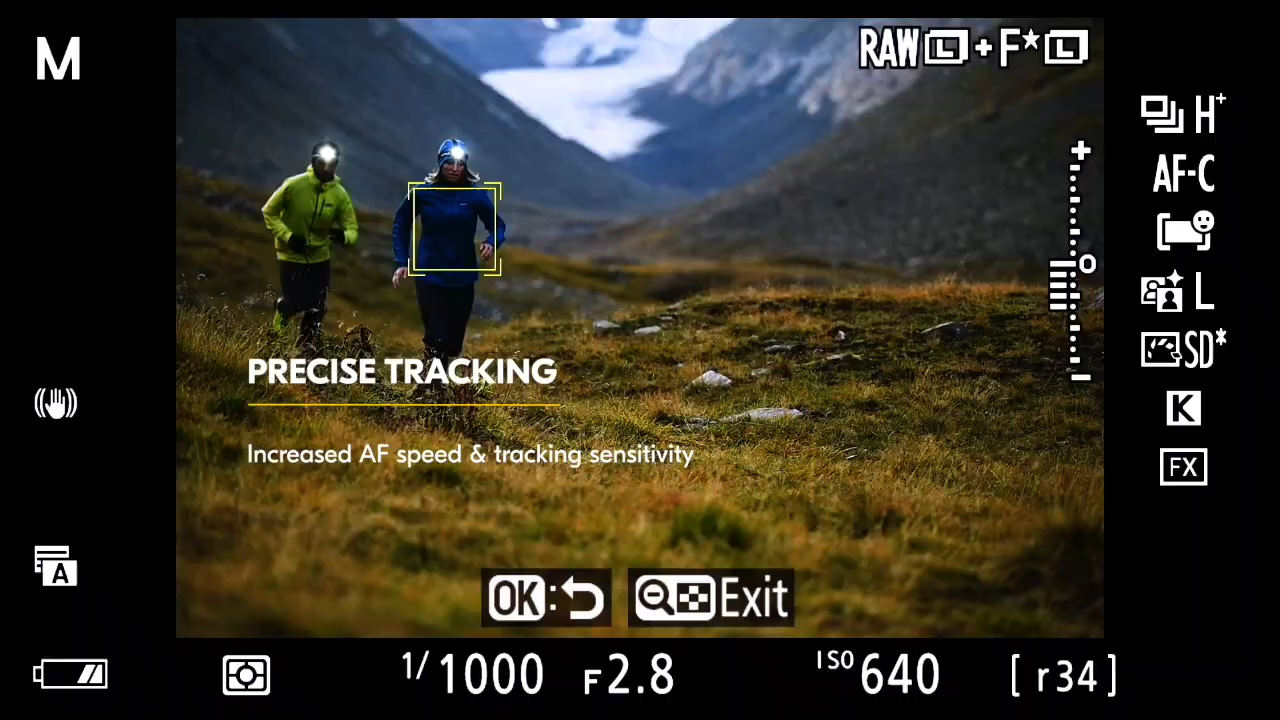 M
RAW L + F★ L
H+
AF-C
L
SD*
K
FX
PRECISE TRACKING
Increased AF speed & tracking sensitivity
A
OK: Exit
1/1000 F2.8 ISO 640 [r34]